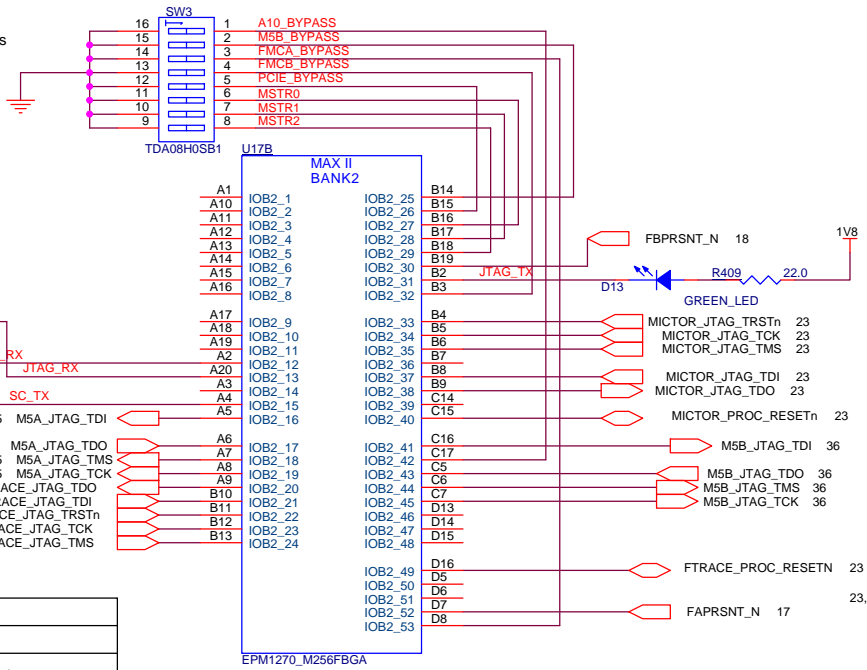 SW3
s
16 1 A10_BYPASS
15 2 M5B_BYPASS
14 3 FMCA_BYPASS
13 4 FMCB_BYPASS
12 5 PCIE_BYPASS
11 6 MSTR0
10 7 MSTR1
9 8 MSTR2
TDA08H0SB1
U17B
MAX II
BANK2
A1 IOB2_1 IOB2_25 B14
A10 IOB2_2 IOB2_26 B15
A11 IOB2_3 IOB2_27 B16
A12 IOB2_4 IOB2_28 B17
A13 IOB2_5 IOB2_29 B18
A14 IOB2_6 IOB2_30 B19
A15 IOB2_7 IOB2_31 B2 JTAG_TX
A16 IOB2_8 IOB2_32 B3
FBPRSNT_N 18
1V8
D13 R409 22.0
GREEN_LED
A17 IOB2_9 IOB2_33 B4 MICTOR_JTAG_TRSTn 23
A18 IOB2_10 IOB2_34 B5 MICTOR_JTAG_TCK 23
A19 IOB2_11 IOB2_35 B6 MICTOR_JTAG_TMS 23
_RX A2 IOB2_12 IOB2_36 B7
JTAG_RX A20 IOB2_13 IOB2_37 B8 MICTOR_JTAG_TDI 23
A3 IOB2_14 IOB2_38 B9 MICTOR_JTAG_TDO 23
SC_TX A4 IOB2_15 IOB2_39 C14
M5A_JTAG_TDI A5 IOB2_16 IOB2_40 C15 MICTOR_PROC_RESETn 23
M5A_JTAG_TDO A6 IOB2_17 IOB2_41 C16 M5B_JTAG_TDI 36
M5A_JTAG_TMS A7 IOB2_18 IOB2_42 C17
M5A_JTAG_TCK A8 IOB2_19 IOB2_43 C5 M5B_JTAG_TDO 36
ACE_JTAG_TDO A9 IOB2_20 IOB2_44 C6 M5B_JTAG_TMS 36
RACE_JTAG_TDI B10 IOB2_21 IOB2_45 C7 M5B_JTAG_TCK 36
CE_JTAG_TRSTn B11 IOB2_22 IOB2_46 D13
ACE_JTAG_TCK B12 IOB2_23 IOB2_47 D14
ACE_JTAG_TMS B13 IOB2_24 IOB2_48 D15
IOB2_49 D16 FTRACE_PROC_RESETN 23
IOB2_50 D5
IOB2_51 D6
23,
IOB2_52 D7 FAPRSNT_N 17
IOB2_53 D8
EPM1270_M256FBGA